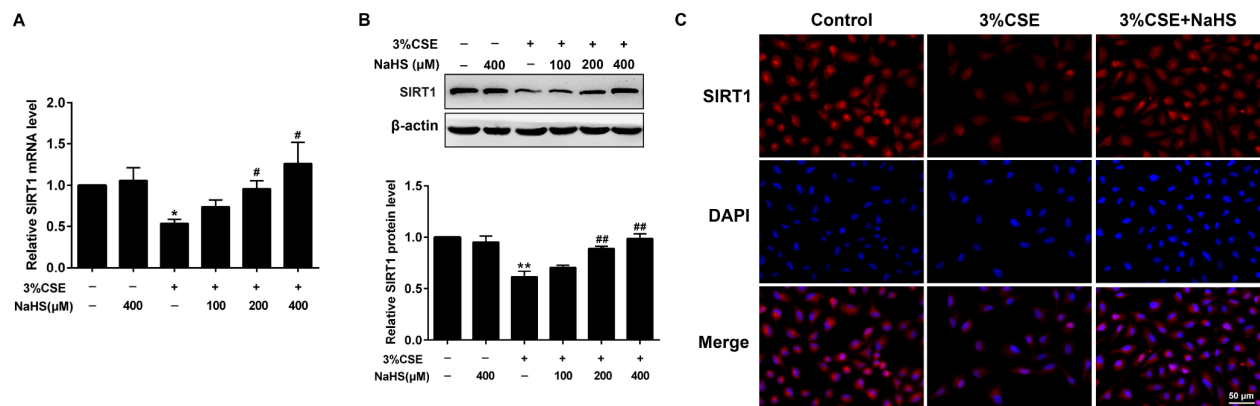 A
Relative SIRT1 mRNA level
2.0
1.5
1.0
0.5
0.0
*
#
#
3%CSE – – + + + +
NaHS(μM) – 400 – 100 200 400
B
3%CSE – – + + + +
NaHS (μM) – 400 – 100 200 400
SIRT1
β-actin
Relative SIRT1 protein level
1.5
1.0
0.5
0.0
**
##
##
3%CSE – – + + + +
NaHS(μM) – 400 – 100 200 400
C
Control 3%CSE 3%CSE+NaHS
SIRT1
DAPI
Merge
50 μm